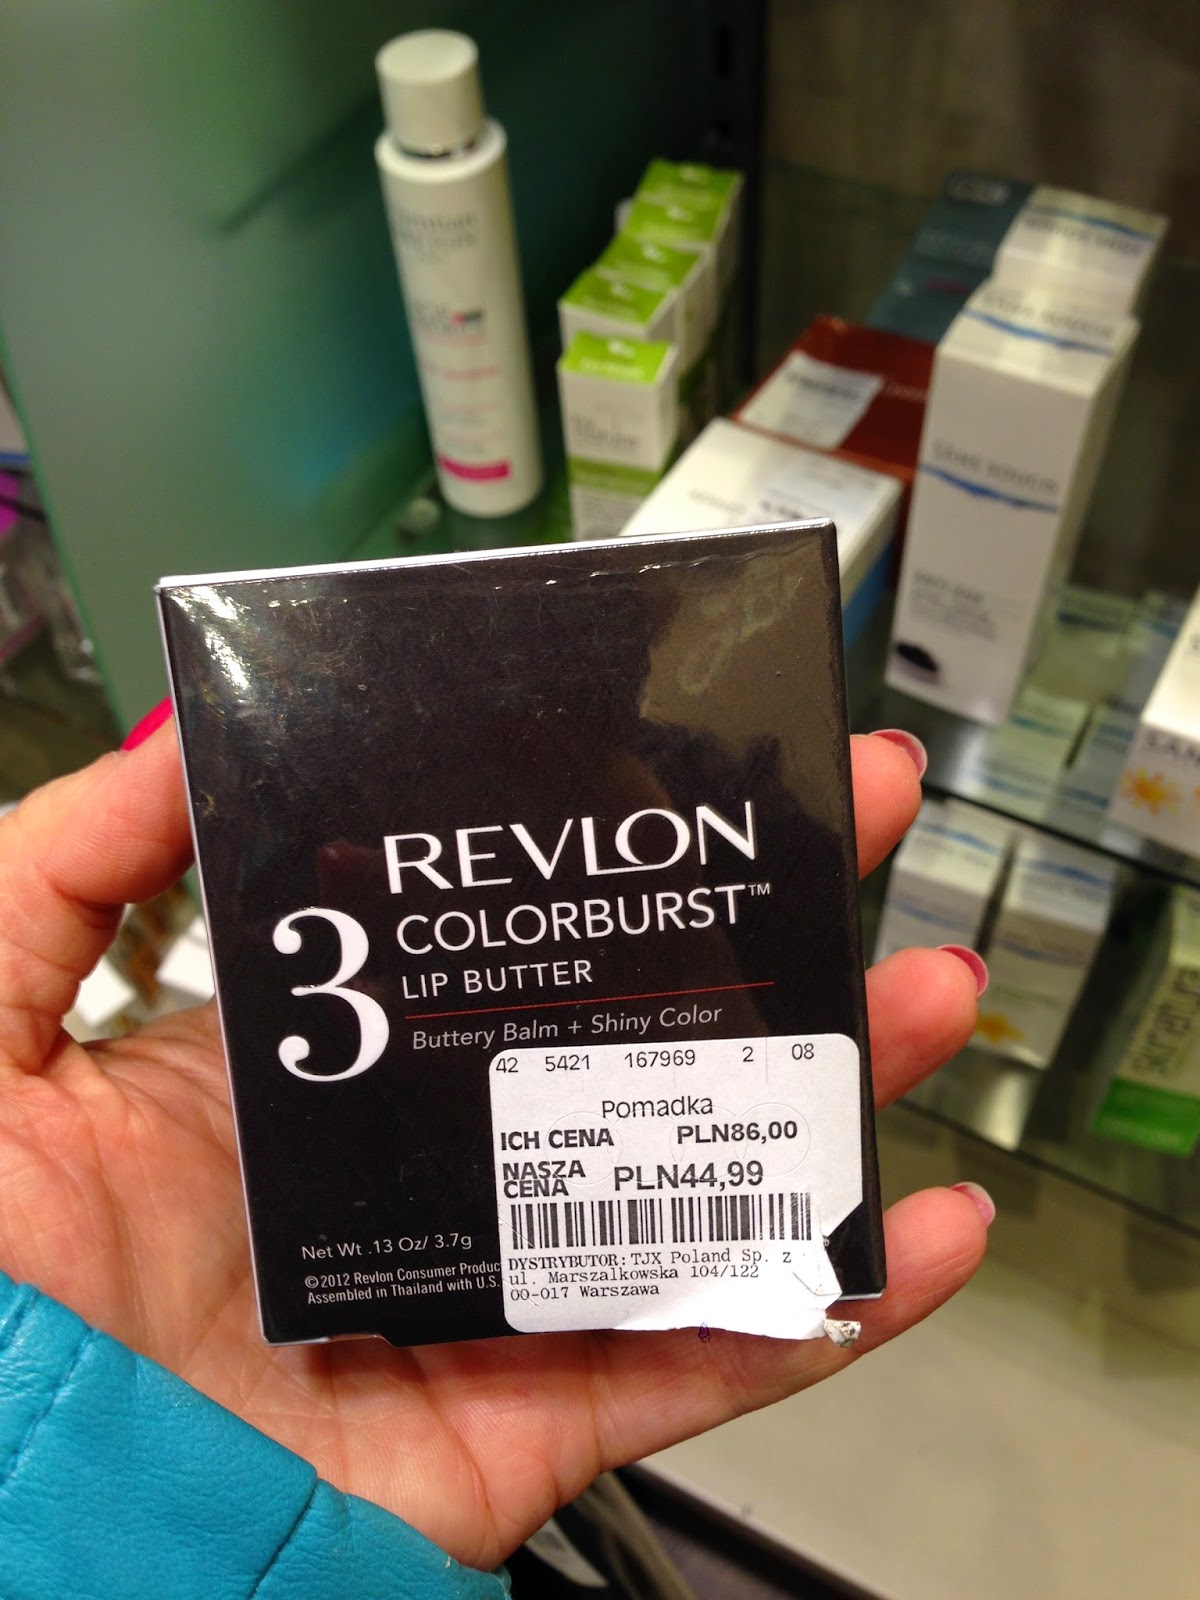 REVLON
3 COLORBURST™
LIP BUTTER
Buttery Balm + Shiny Color
42 5421 167969 2 08
Pomadka
ICH CENA PLN86,00
NASZA
CENA PLN44,99
DYSTRYBUTOR: TJX Poland Sp. z
ul. Marszalkowska 104/122
00-017 Warszawa
Net Wt .13 Oz/ 3.7g
©2012 Revlon Consumer Produc
Assembled in Thailand with U.S.